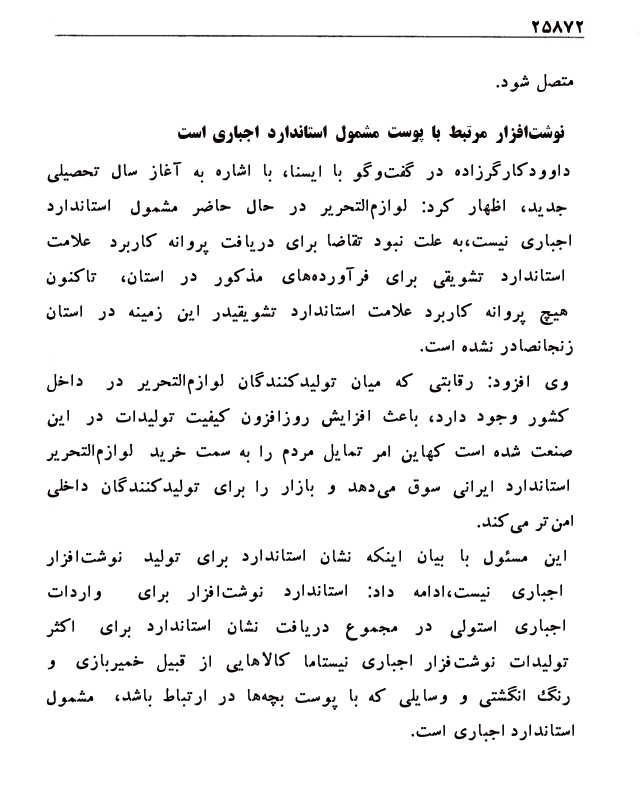 ۲۵۸۷۲
متصل شود.
نوشت‌افزار مرتبط با پوست مشمول استاندارد اجباری است
داوودکارگرزاده در گفت‌وگو با ایسنا، با اشاره به آغاز سال تحصیلی
جدید، اظهار کرد: لوازم‌التحریر در حال حاضر مشمول استاندارد
اجباری نیست،به علت نبود تقاضا برای دریافت پروانه کاربرد علامت
استاندارد تشویقی برای فرآورده‌های مذکور در استان، تاکنون
هیچ پروانه کاربرد علامت استاندارد تشویقیدر این زمینه در استان
زنجانصادر نشده است.
وی افزود: رقابتی که میان تولیدکنندگان لوازم‌التحریر در داخل
کشور وجود دارد، باعث افزایش روزافزون کیفیت تولیدات در این
صنعت شده است کهاین امر تمایل مردم را به سمت خرید لوازم‌التحریر
استاندارد ایرانی سوق می‌دهد و بازار را برای تولیدکنندگان داخلی
امن‌تر می‌کند.
این مسئول با بیان اینکه نشان استاندارد برای تولید نوشت‌افزار
اجباری نیست،ادامه داد: استاندارد نوشت‌افزار برای واردات
اجباری استولی در مجموع دریافت نشان استاندارد برای اکثر
تولیدات نوشت‌فزار اجباری نیستاما کالاهایی از قبیل خمیربازی و
رنگ انگشتی و وسایلی که با پوست بچه‌ها در ارتباط باشد، مشمول
استاندارد اجباری است.